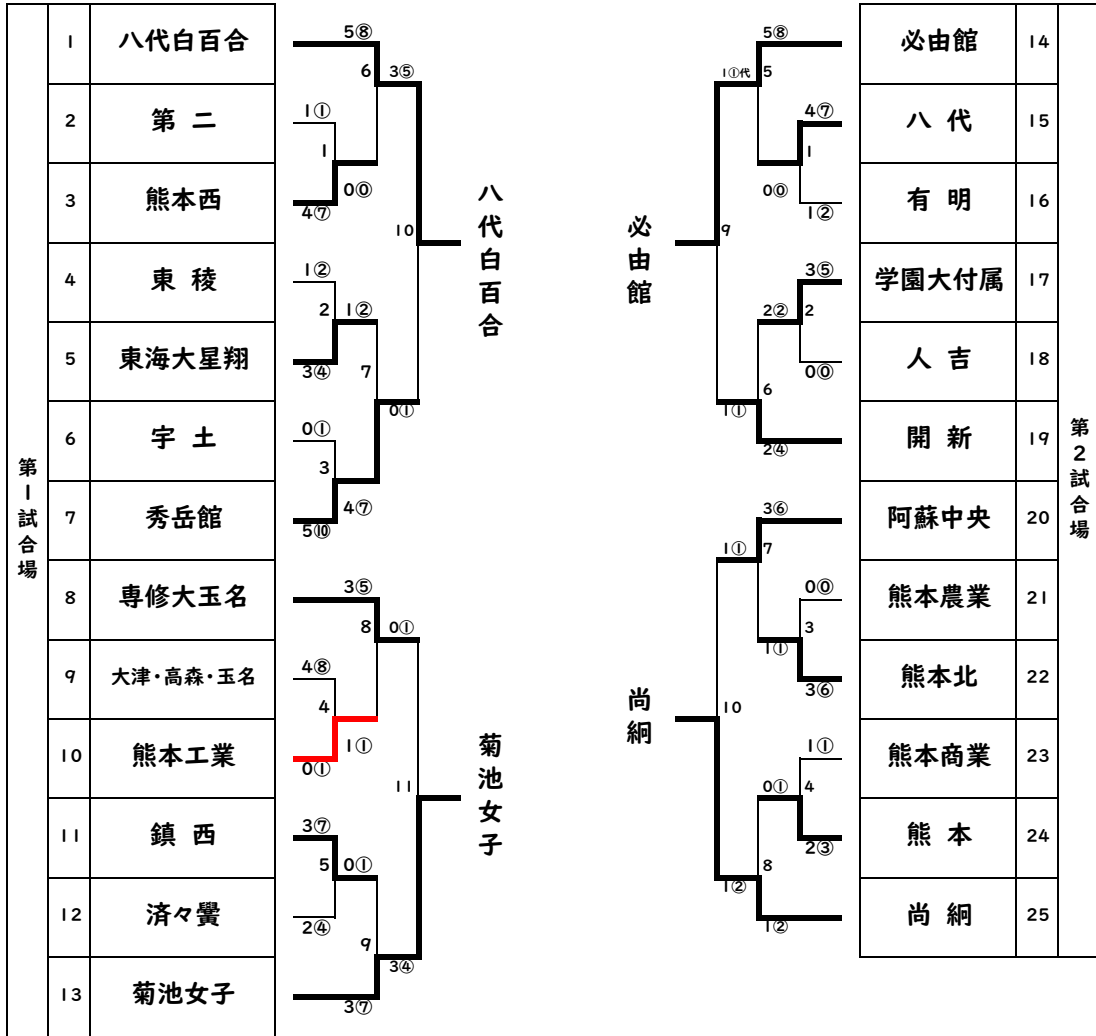 第1試合場
1 八代白百合
2 第二
3 熊本西
4 東稜
5 東海大星翔
6 宇土
7 秀岳館
8 専修大玉名
9 大津・高森・玉名
10 熊本工業
11 鎮西
12 済々黌
13 菊池女子
5⑧
6 3⑤
1①
1
0⓪
4⑦
10
1②
2 1②
3④
7
0①
0①
3
4⑦
5⑩
3⑤
8 0①
4⑧
4
1①
0①
11
3⑦
5 0①
2④
9
3④
3⑦
八代白百合
菊池女子
必由館
尚絅
5⑧
1①代 5
4⑦
1
0⓪
1②
9
3⑤
2② 2
0⓪
6
1①
2④
3⑥
1① 7
0⓪
3
1①
3⑥
10
1①
0① 4
2③
8
1②
1②
必由館 14
八代 15
有明 16
学園大付属 17
人吉 18
開新 19
阿蘇中央 20
熊本農業 21
熊本北 22
熊本商業 23
熊本 24
尚絅 25
第2試合場